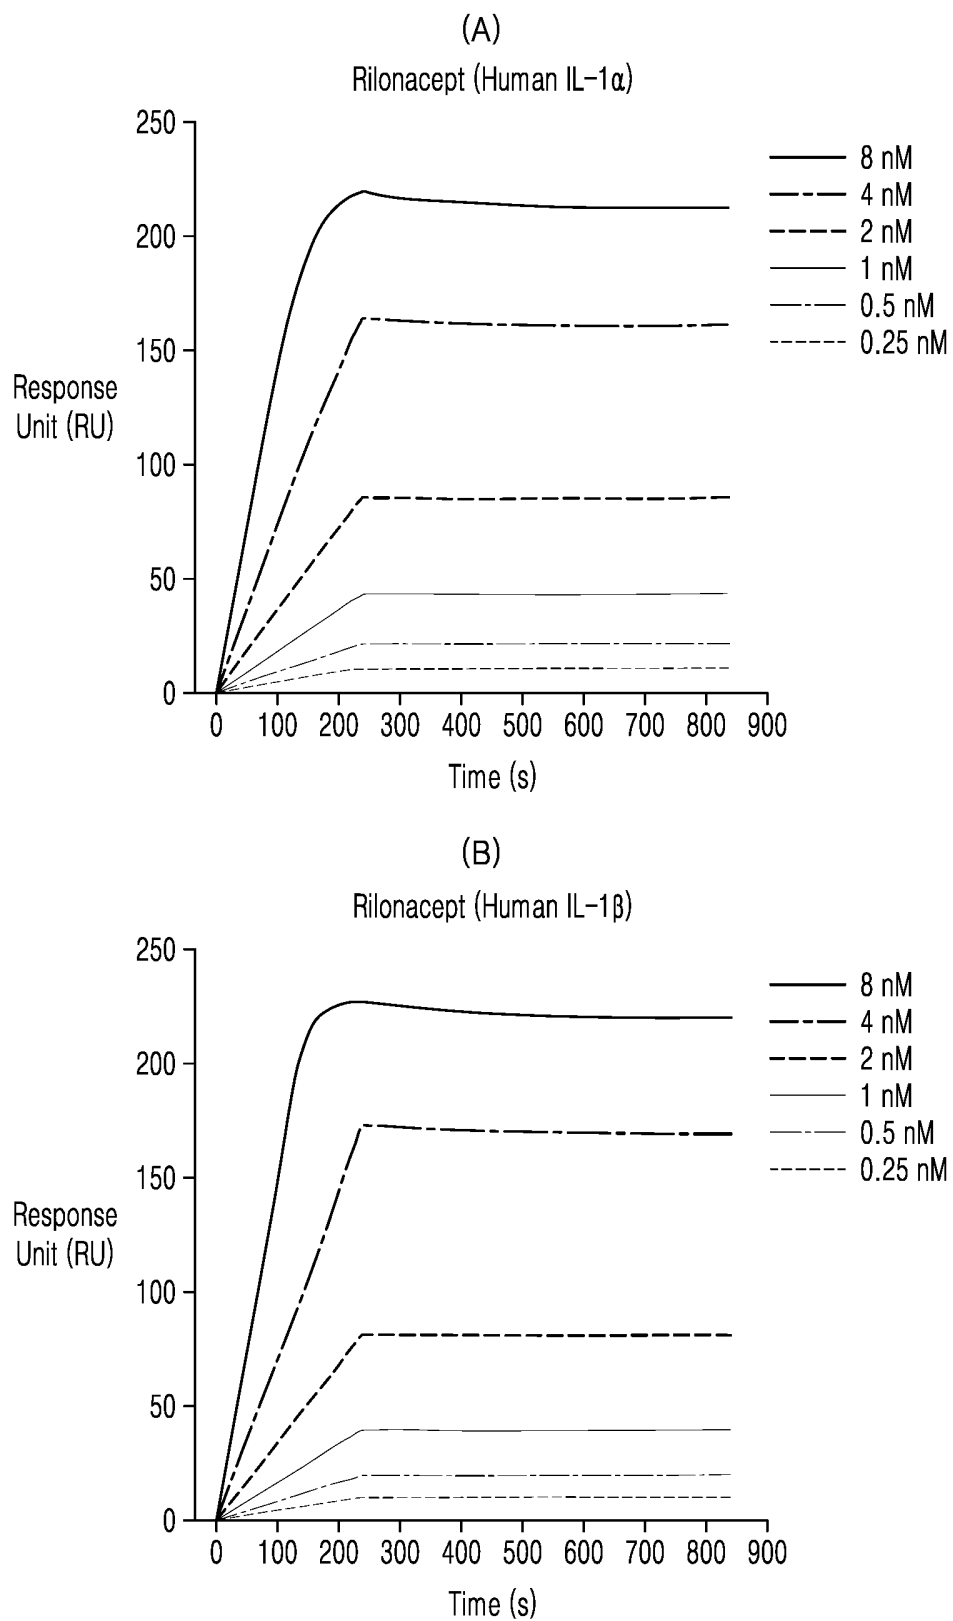 (A)
Rilonacept (Human IL-1α)
250
200
150
100
50
0
Response
Unit (RU)
0 100 200 300 400 500 600 700 800 900
Time (s)
8 nM
4 nM
2 nM
1 nM
0.5 nM
0.25 nM
(B)
Rilonacept (Human IL-1β)
250
200
150
100
50
0
Response
Unit (RU)
0 100 200 300 400 500 600 700 800 900
Time (s)
8 nM
4 nM
2 nM
1 nM
0.5 nM
0.25 nM